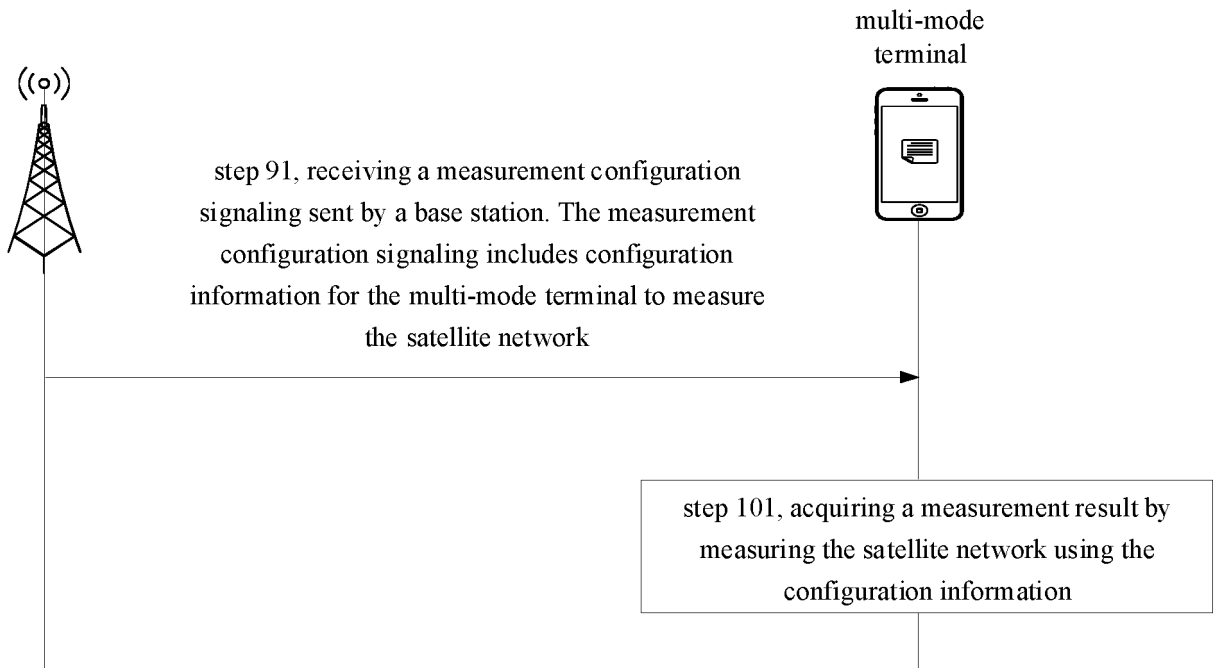 multi-mode
terminal
step 91, receiving a measurement configuration
signaling sent by a base station. The measurement
configuration signaling includes configuration
information for the multi-mode terminal to measure
the satellite network
step 101, acquiring a measurement result by
measuring the satellite network using the
configuration information